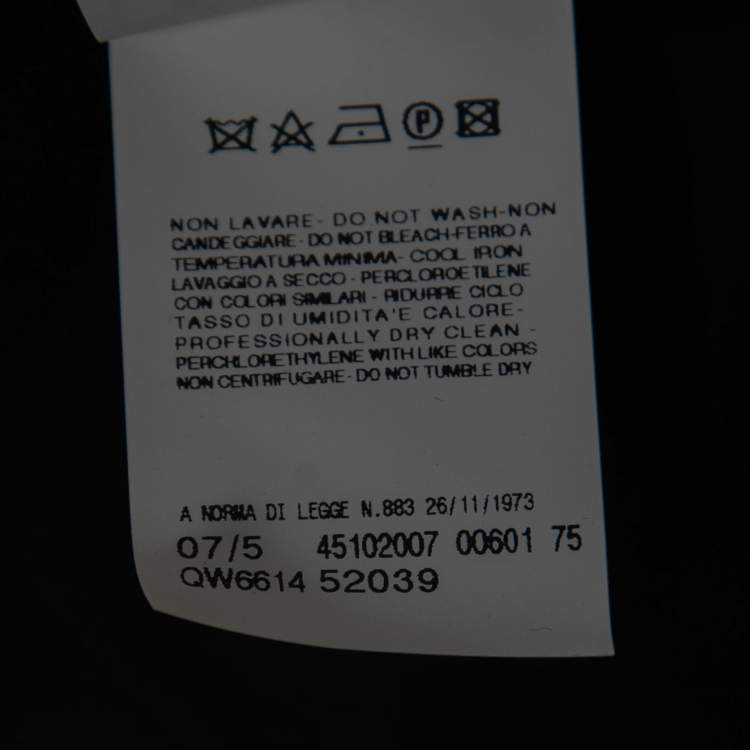 P
NON LAVARE - DO NOT WASH-NON
CANDEGGIARE - DO NOT BLEACH-FERRO A
TEMPERATURA MINIMA - COOL IRON
LAVAGGIO A SECCO - PERCLOROETILENE
CON COLORI SIMILARI - RIDURRE CICLO
TASSO DI UMIDITA'E CALORE-
PROFESSIONALLY DRY CLEAN -
PERCHLORETHYLENE WITH LIKE COLORS
NON CENTRIFUGARE - DO NOT TUMBLE DRY
A NORMA DI LEGGE N.883 26/11/1973
07/5 45102007 00601 75
QW6614 52039